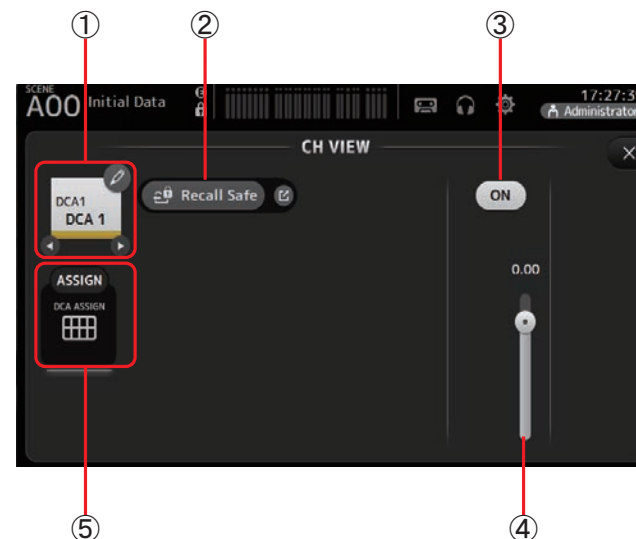 ① ② ③
SCENE
A00 Initial Data
17:27:3
Administrator
CH VIEW
DCA1
DCA 1
Recall Safe
ON
ASSIGN
DCA ASSIGN
0.00
⑤ ④